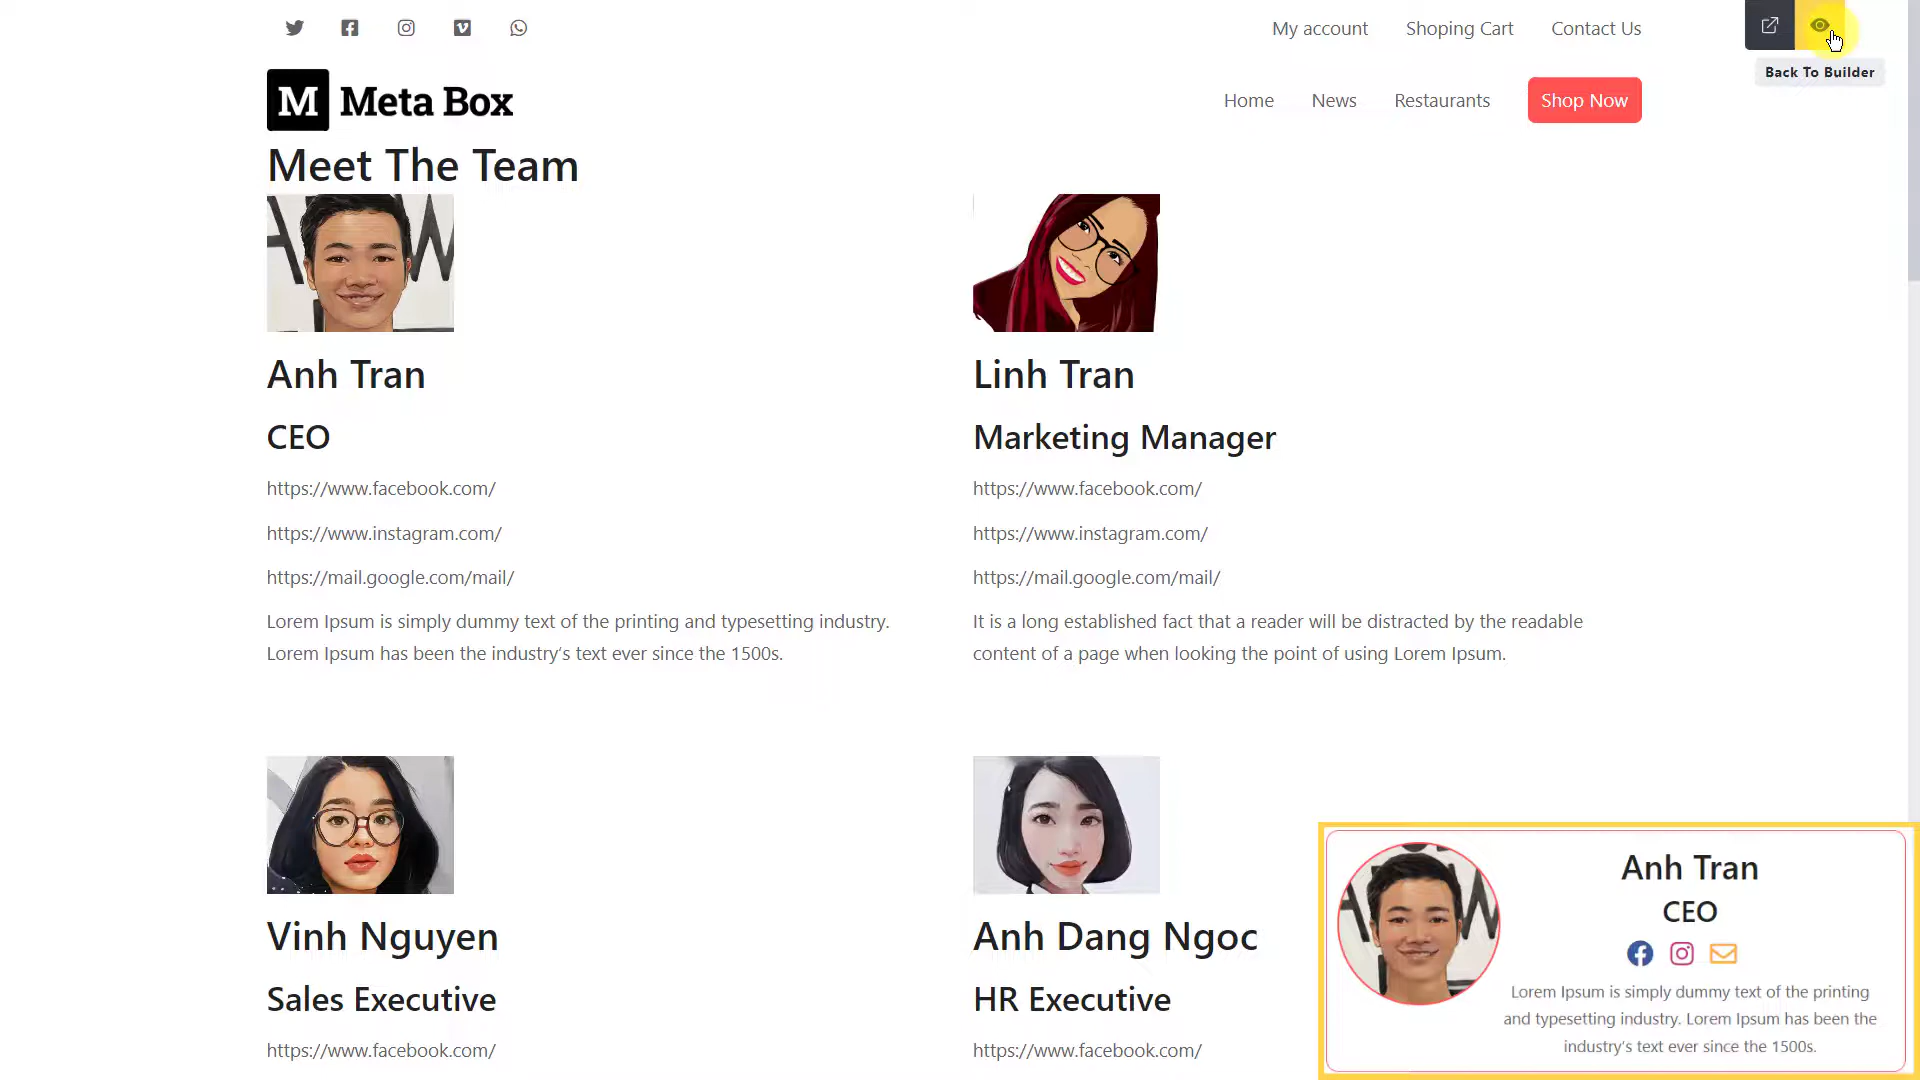 My account Shoping Cart Contact Us
Back To Builder
M Meta Box
Home News Restaurants Shop Now
Meet The Team
Anh Tran
CEO
https://www.facebook.com/
https://www.instagram.com/
https://mail.google.com/mail/
Lorem Ipsum is simply dummy text of the printing and typesetting industry.
Lorem Ipsum has been the industry’s text ever since the 1500s.
Linh Tran
Marketing Manager
https://www.facebook.com/
https://www.instagram.com/
https://mail.google.com/mail/
It is a long established fact that a reader will be distracted by the readable
content of a page when looking the point of using Lorem Ipsum.
Vinh Nguyen
Sales Executive
https://www.facebook.com/
Anh Dang Ngoc
HR Executive
https://www.facebook.com/
Anh Tran
CEO
Lorem Ipsum is simply dummy text of the printing
and typesetting industry. Lorem Ipsum has been the
industry’s text ever since the 1500s.